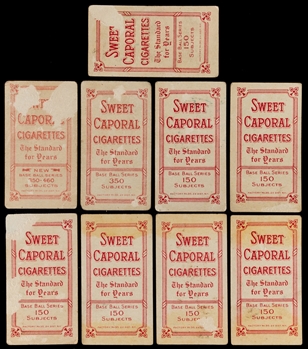 SWEET
CAPORAL
CIGARETTES
The Standard
for Years
BASE BALL SERIES
150
SUBJECTS
SWEET
CAPORAL
CIGARETTES
The Standard
for Years
NEW
BASE BALL SERIES
SUBJECTS
SWEET
CAPORAL
CIGARETTES
The Standard
for Years
BASE BALL SERIES
350
SUBJECTS
SWEET
CAPORAL
CIGARETTES
The Standard
for Years
BASE BALL SERIES
150
SUBJECTS
SWEET
CAPORAL
CIGARETTES
The Standard
for Years
BASE BALL SERIES
150
SUBJECTS
SWEET
CAPORAL
CIGARETTES
The Standard
for Years
BASE BALL SERIES
150
SUBJECTS
SWEET
CAPORAL
CIGARETTES
The Standard
for Years
BASE BALL SERIES
150
SUBJECTS
SWEET
CAPORAL
CIGARETTES
The Standard
for Years
BASE BALL SERIES
150
SUBJECTS
SWEET
CAPORAL
CIGARETTES
The Standard
for Years
BASE BALL SERIES
150
SUBJECTS